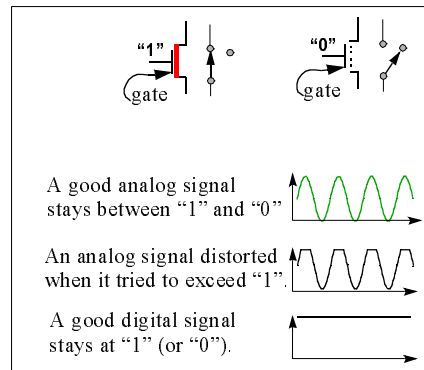 “1”
“0”
gate
gate
A good analog signal
stays between “1” and “0”
An analog signal distorted
when it tried to exceed “1”.
A good digital signal
stays at “1” (or “0”).